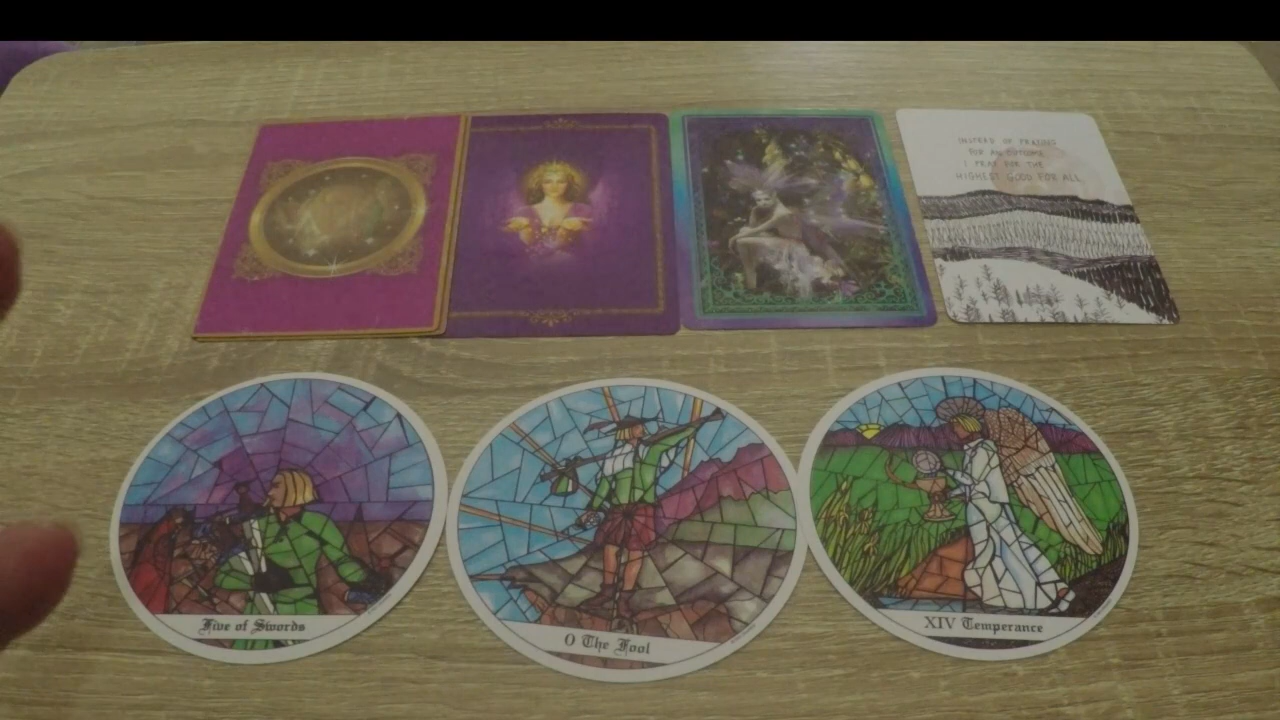 INSTEAD OF PRAYING
FOR AN OUTCOME
I PRAY FOR THE
HIGHEST GOOD FOR ALL.
Five of Swords
0 The Fool
XIV Temperance